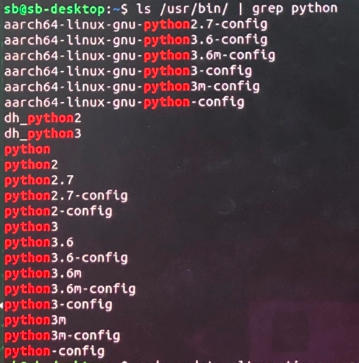 sb@sb-desktop:~$ ls /usr/bin/ | grep python
aarch64-linux-gnu-python2.7-config
aarch64-linux-gnu-python3.6-config
aarch64-linux-gnu-python3.6m-config
aarch64-linux-gnu-python3-config
aarch64-linux-gnu-python3m-config
aarch64-linux-gnu-python-config
dh_python2
dh_python3
python
python2
python2.7
python2.7-config
python2-config
python3
python3.6
python3.6-config
python3.6m
python3.6m-config
python3-config
python3m
python3m-config
python-config